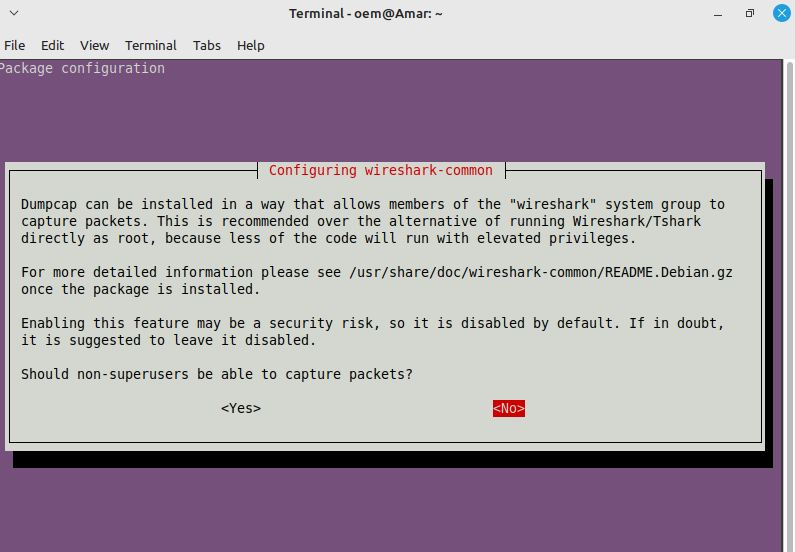 Terminal - oem@Amar: ~
File Edit View Terminal Tabs Help
Package configuration
Configuring wireshark-common
Dumpcap can be installed in a way that allows members of the "wireshark" system group to
capture packets. This is recommended over the alternative of running Wireshark/Tshark
directly as root, because less of the code will run with elevated privileges.
For more detailed information please see /usr/share/doc/wireshark-common/README.Debian.gz
once the package is installed.
Enabling this feature may be a security risk, so it is disabled by default. If in doubt,
it is suggested to leave it disabled.
Should non-superusers be able to capture packets?
<Yes> <No>